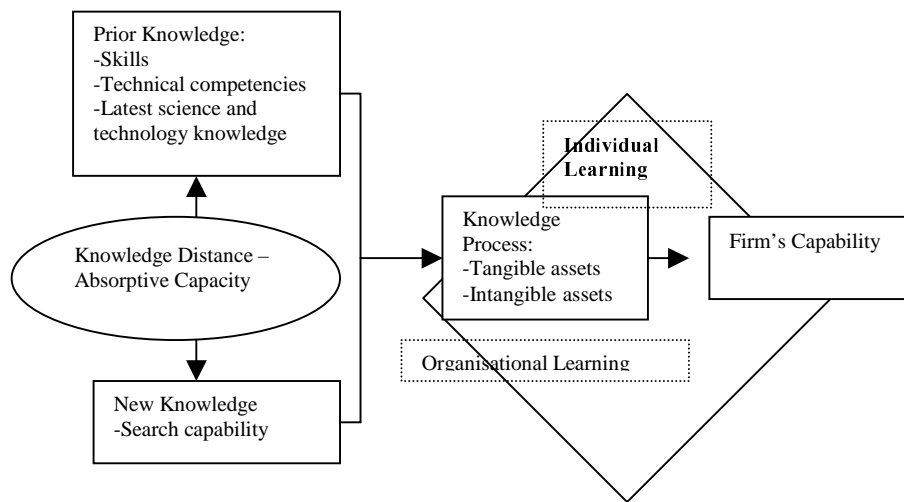 Prior Knowledge:
-Skills
-Technical competencies
-Latest science and
technology knowledge
Knowledge Distance –
Absorptive Capacity
New Knowledge
-Search capability
Individual
Learning
Knowledge
Process:
-Tangible assets
-Intangible assets
Organisational Learning
Firm's Capability